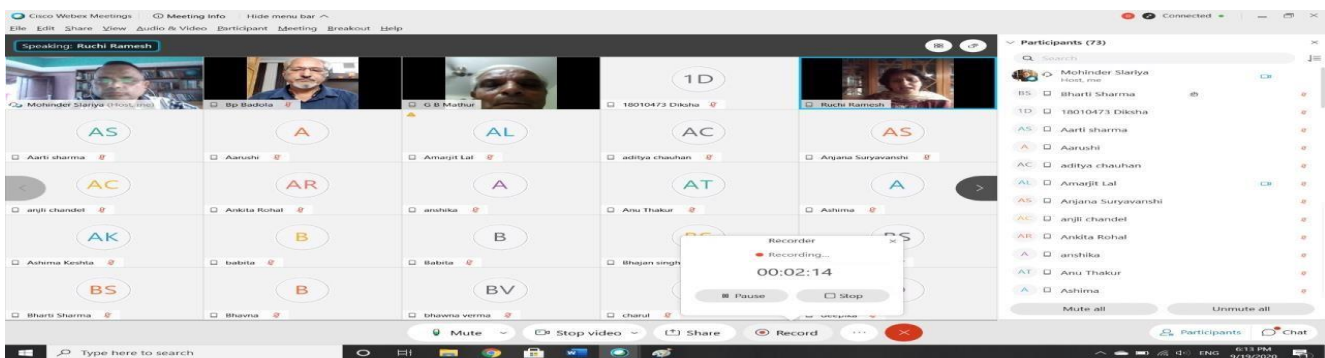 Cisco Webex Meetings Meeting Info Hide menu bar Connected
File Edit Share View Audio & Video Participant Meeting Breakout Help
Speaking: Ruchi Ramesh
Mohinder Slariya (Host, me) Bp Badola G B Mathur 18010473 Diksha Ruchi Ramesh
1D
AS A AL AC AS
Aarti sharma Aarushi Amarjit Lal aditya chauhan Anjana Suryavanshi
AC AR A AT A
anjli chandel Ankita Rohal anshika Anu Thakur Ashima
AK B B
Ashima Keshta babita Babita Bhajan singh
BS B BV
Bharti Sharma Bhavna bhawna verma charul deepika
Recorder
Recording...
00:02:14
Pause Stop
Participants (73)
Search
Mohinder Slariya
Host, me
BS Bharti Sharma
1D 18010473 Diksha
AS Aarti sharma
A Aarushi
AC aditya chauhan
AL Amarjit Lal
AS Anjana Suryavanshi
AC anjli chandel
AR Ankita Rohal
A anshika
AT Anu Thakur
A Ashima
Mute all Unmute all
Mute Stop video Share Record Participants Chat
Type here to search
ENG
6:13 PM
9/19/2020